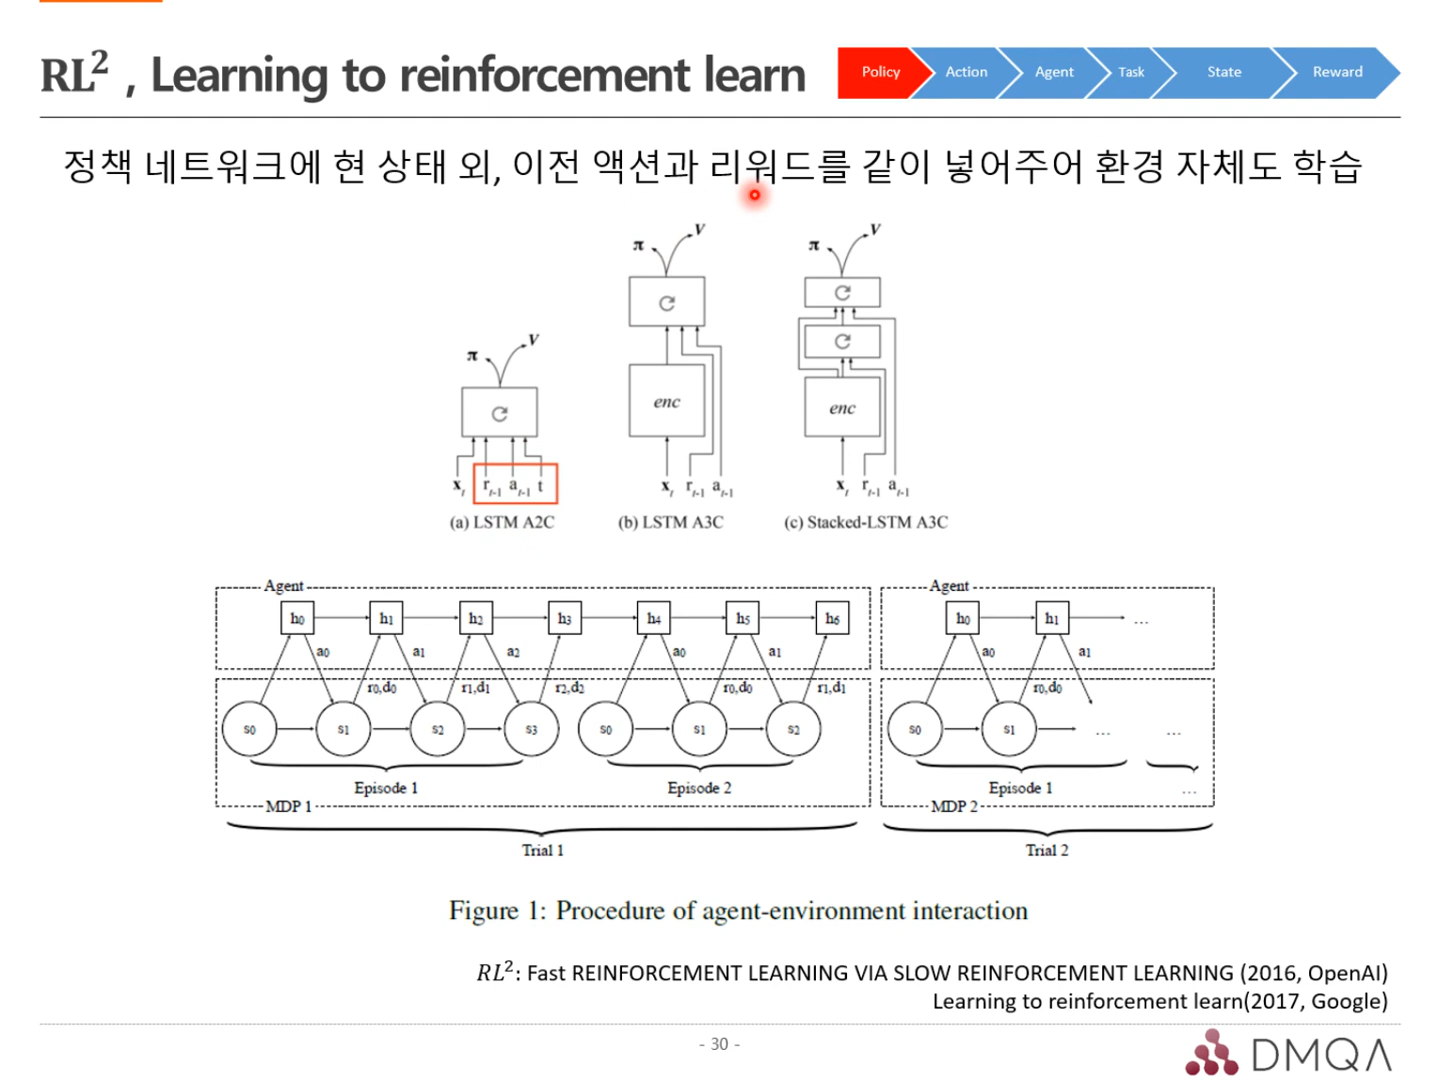 RL² , Learning to reinforcement learn
Policy Action Agent Task State Reward
정책 네트워크에 현 상태 외, 이전 액션과 리워드를 같이 넣어주어 환경 자체도 학습
π V
π V
π V
enc
enc
x_t r_t-1 a_t-1 t
x_t r_t-1 a_t-1
x_t r_t-1 a_t-1
(a) LSTM A2C (b) LSTM A3C (c) Stacked-LSTM A3C
Agent Agent
h0 h1 h2 h3 h4 h5 h6 h0 h1 ...
a0 a1 a2 a0 a1 a0 a1
r0,d0 r1,d1 r2,d2 r0,d0 r1,d1 r0,d0
s0 s1 s2 s3 s0 s1 s2 s0 s1 ... ...
Episode 1 Episode 2 Episode 1 ...
MDP 1 MDP 2
Trial 1 Trial 2
Figure 1: Procedure of agent-environment interaction
RL²: Fast REINFORCEMENT LEARNING VIA SLOW REINFORCEMENT LEARNING (2016, OpenAI)
Learning to reinforcement learn(2017, Google)
- 30 -
DMQA